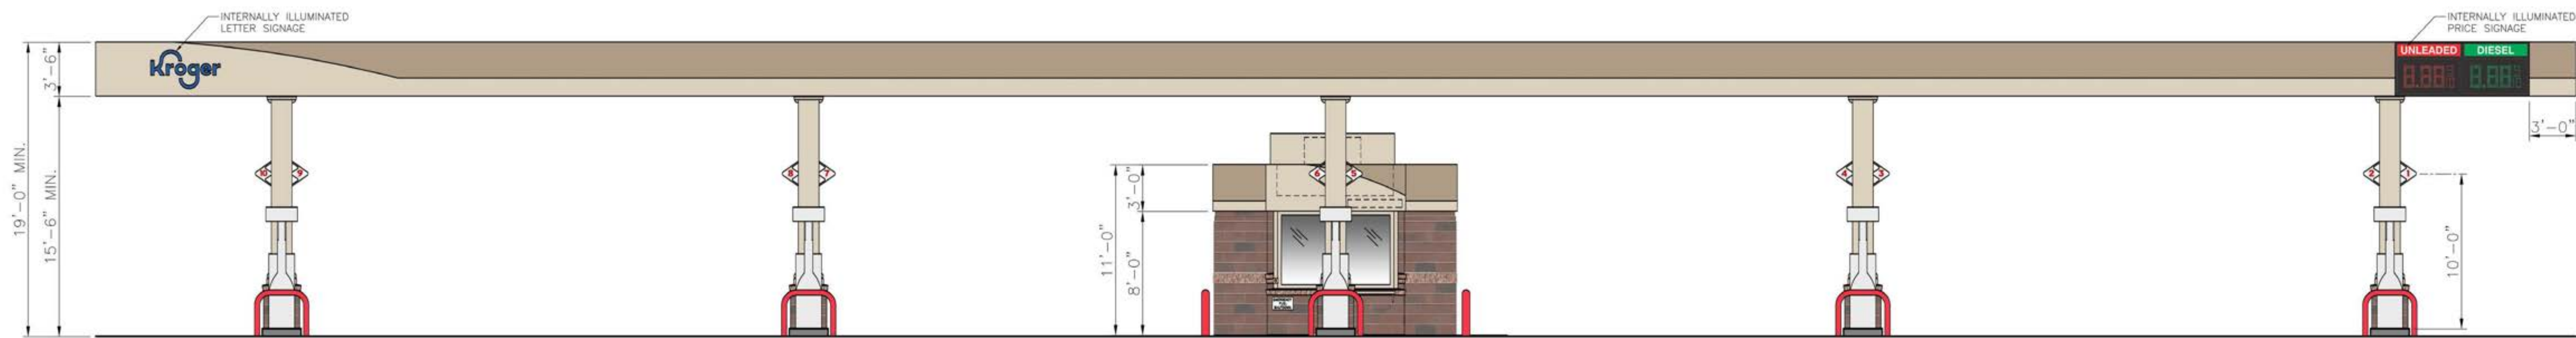 INTERNALLY ILLUMINATED
LETTER SIGNAGE
INTERNALLY ILLUMINATED
PRICE SIGNAGE
Kroger
UNLEADED DIESEL
3'-6"
19'-0" MIN.
15'-6" MIN.
3'-0"
10 9
8 7
6 5
4 3
2 1
11'-0"
3'-0"
8'-0"
10'-0"